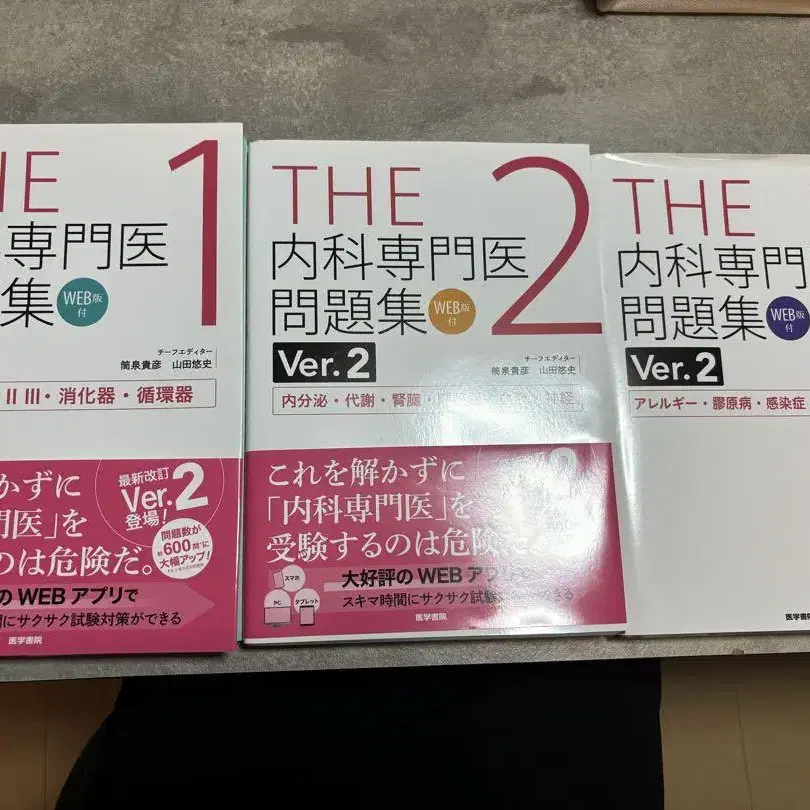 HE
専門医
集
WEB版
付
1
II III・消化器・循環器
かずに
門医」を
のは危険だ。
最新改訂
Ver.2
登場!
問題数が
約600問に
大幅アップ!
の WEB アプリで
間にサクサク試験対策ができる
医学書院
THE
内科専門医
問題集
WEB版
付
2
Ver.2
チーフエディター
筒泉貴彦 山田悠史
内分泌・代謝・腎臓・
神経
これを解かずに
「内科専門医」を
受験するのは危険だ。
スマホ
PC
タブレット
大好評の WEB アプリ
スキマ時間にサクサク試験
できる
医学書院
THE
内科専門
問題集
WEB版
付
Ver.2
アレルギー・膠原病・感染症
医学書
チーフエディター
筒泉貴彦 山田悠史